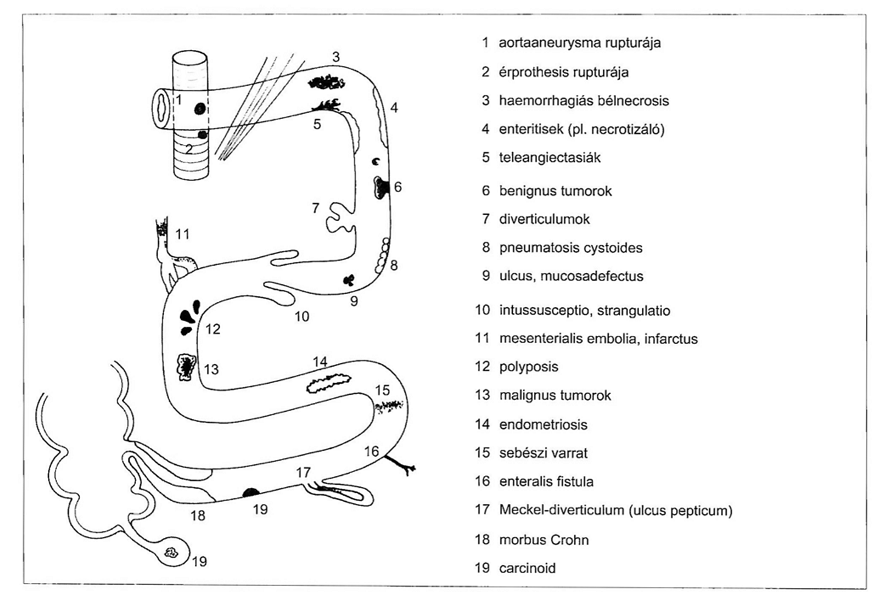 1 aortaaneurysma rupturája
2 érprothesis rupturája
3 haemorrhagiás bélnecrosis
4 enteritisek (pl. necrotizáló)
5 teleangiectasiák
6 benignus tumorok
7 diverticulumok
8 pneumatosis cystoides
9 ulcus, mucosadefectus
10 intussusceptio, strangulatio
11 mesenterialis embolia, infarctus
12 polyposis
13 malignus tumorok
14 endometriosis
15 sebészi varrat
16 enteralis fistula
17 Meckel-diverticulum (ulcus pepticum)
18 morbus Crohn
19 carcinoid
3
1
4
5
2
6
7
11
8
9
10
12
13
14
15
16
17
18
19
19